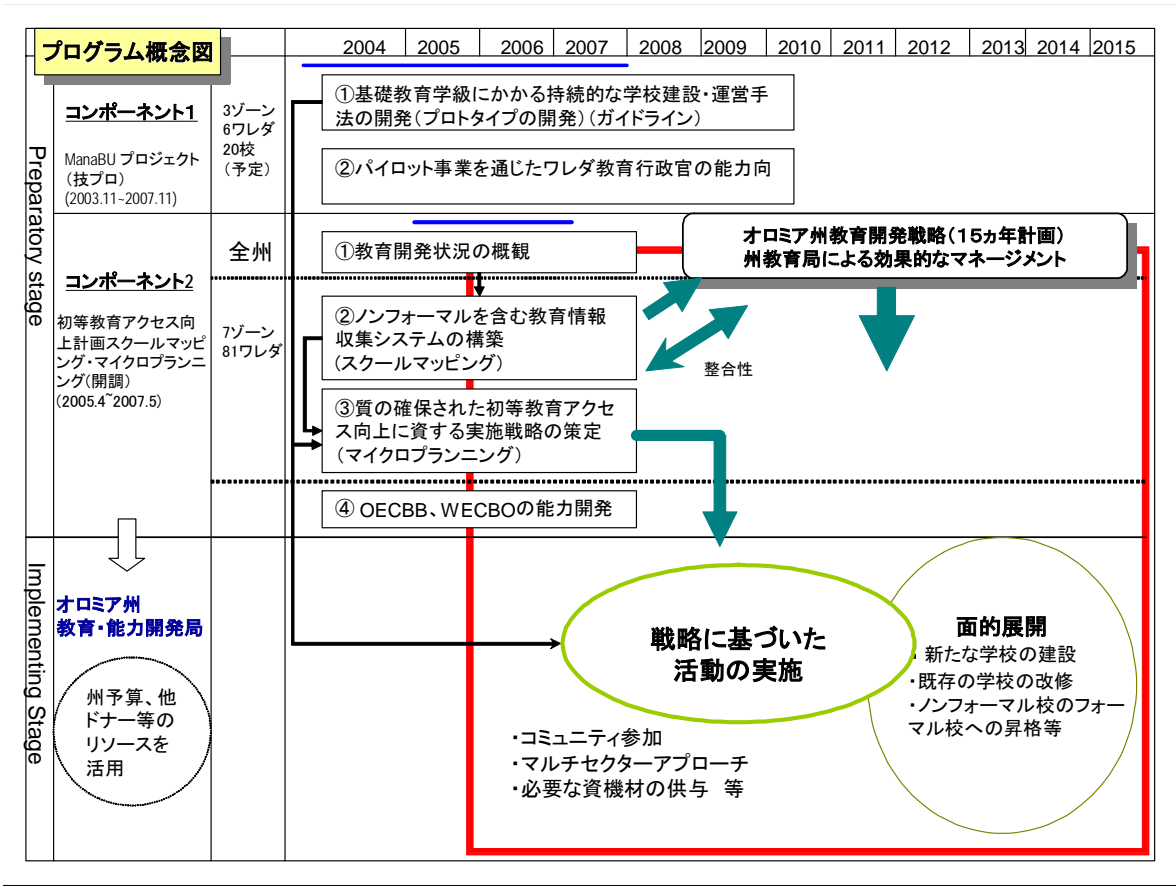 プログラム概念図
2004 2005 2006 2007 2008 2009 2010 2011 2012 2013 2014 2015
Preparatory stage
コンポーネント1
ManaBU プロジェクト
(技プロ)
(2003.11~2007.11)
3ゾーン
6ワレダ
20校
(予定)
①基礎教育学級にかかる持続的な学校建設・運営手
法の開発(プロトタイプの開発)(ガイドライン)
②パイロット事業を通じたワレダ教育行政官の能力向
コンポーネント2
初等教育アクセス向
上計画スクールマッピ
ング・マイクロプランニ
ング(開調)
(2005.4~2007.5)
全州
7ゾーン
81ワレダ
①教育開発状況の概観
オロミア州教育開発戦略(15ヵ年計画)
州教育局による効果的なマネージメント
②ノンフォーマルを含む教育情報
収集システムの構築
(スクールマッピング)
整合性
③質の確保された初等教育アクセ
ス向上に資する実施戦略の策定
(マイクロプランニング)
④ OECBB、WECBOの能力開発
Implementing Stage
オロミア州
教育・能力開発局
州予算、他
ドナー等の
リソースを
活用
戦略に基づいた
活動の実施
・コミュニティ参加
・マルチセクターアプローチ
・必要な資機材の供与 等
面的展開
・新たな学校の建設
・既存の学校の改修
・ノンフォーマル校のフォー
マル校への昇格等